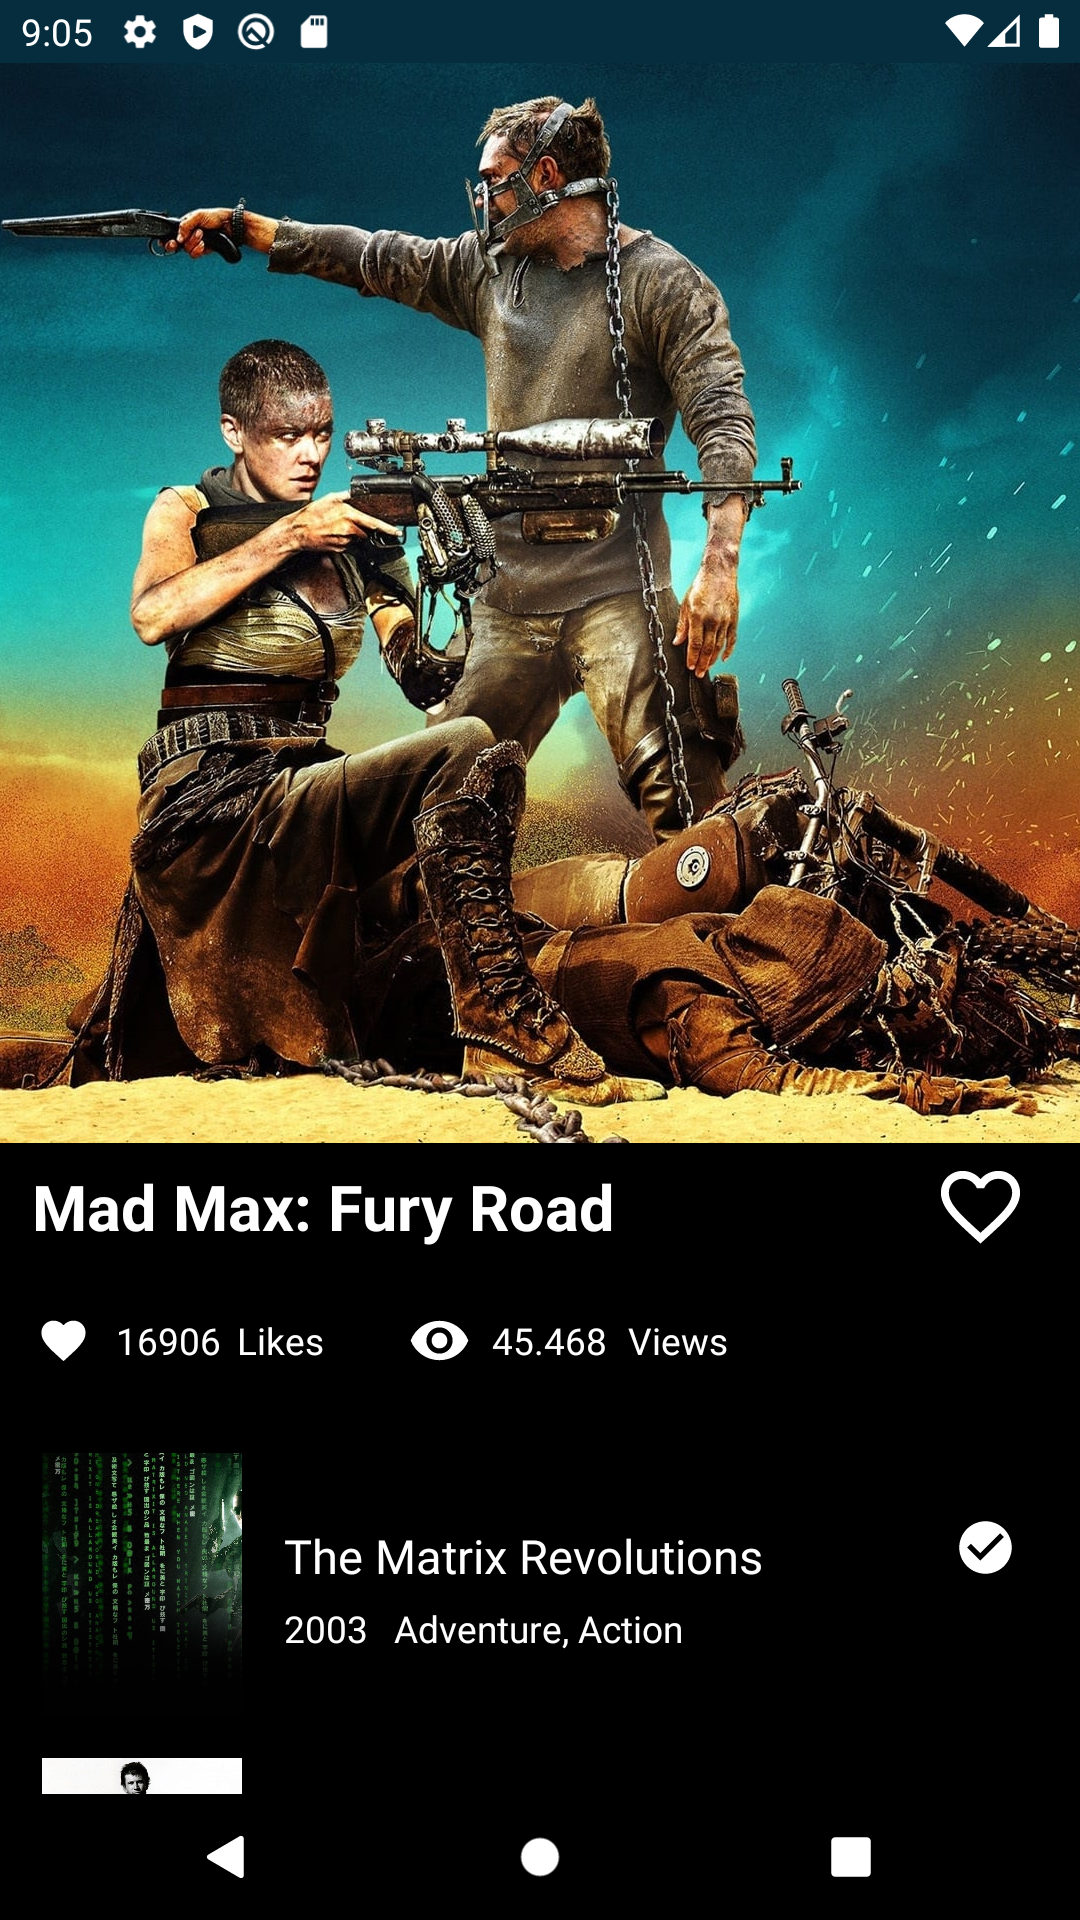 9:05
Mad Max: Fury Road
16906 Likes
45.468 Views
The Matrix Revolutions
2003 Adventure, Action